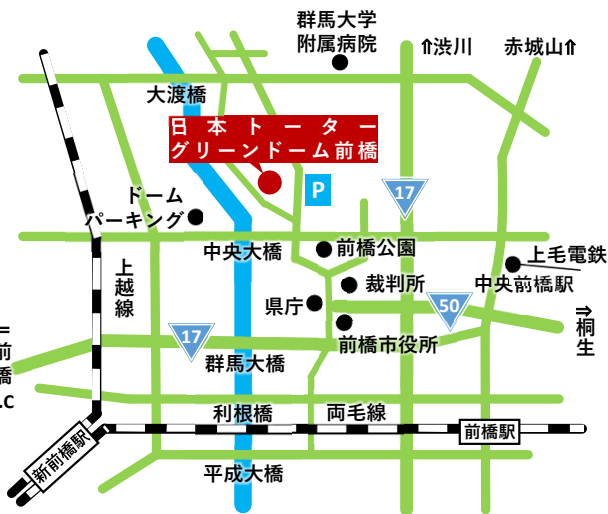 群馬大学
附属病院
⇑渋川
赤城山⇑
大渡橋
日本トーター
グリーンドーム前橋
P
17
ドーム
パーキング
中央大橋
前橋公園
上毛電鉄
中央前橋駅
上越線
裁判所
県庁
50
⇒桐生
17
前橋市役所
前橋
群馬大橋
利根橋
両毛線
前橋駅
新前橋駅
平成大橋